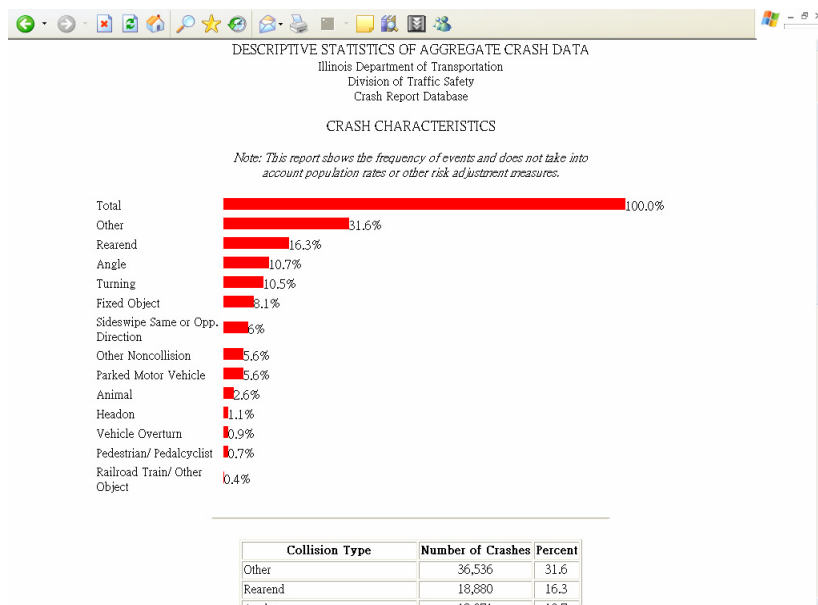 DESCRIPTIVE STATISTICS OF AGGREGATE CRASH DATA
Illinois Department of Transportation
Division of Traffic Safety
Crash Report Database
CRASH CHARACTERISTICS
Note: This report shows the frequency of events and does not take into
account population rates or other risk adjustment measures.
Total 100.0%
Other 31.6%
Rearend 16.3%
Angle 10.7%
Turning 10.5%
Fixed Object 8.1%
Sideswipe Same or Opp.
Direction 6%
Other Noncollision 5.6%
Parked Motor Vehicle 5.6%
Animal 2.6%
Headon 1.1%
Vehicle Overturn 0.9%
Pedestrian/ Pedalcyclist 0.7%
Railroad Train/ Other
Object 0.4%
Collision Type Number of Crashes Percent
Other 36,536 31.6
Rearend 18,880 16.3